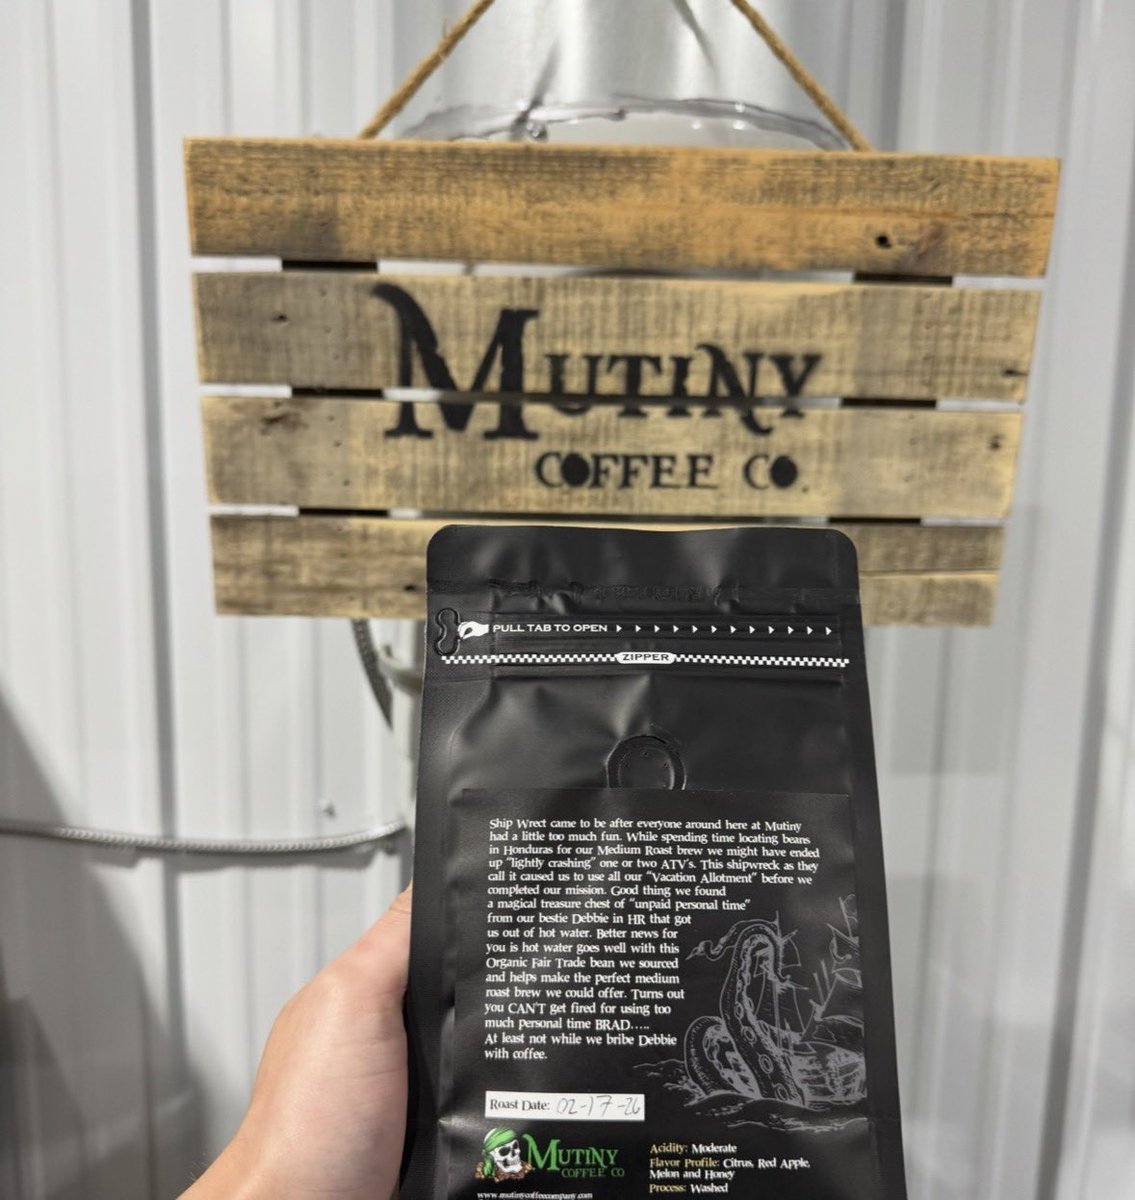 MUTINY
COFFEE CO.
PULL TAB TO OPEN
ZIPPER
Ship Wrect came to be after everyone around here at Mutiny
had a little too much fun. While spending time locating beans
in Honduras for our Medium Roast brew we might have ended
up "lightly crashing" one or two ATV's. This shipwreck as they
call it caused us to use all our "Vacation Allotment" before we
completed our mission. Good thing we found
a magical treasure chest of "unpaid personal time"
from our bestie Debbie in HR that got
us out of hot water. Better news for
you is hot water goes well with this
Organic Fair Trade bean we sourced
and helps make the perfect medium
roast brew we could offer. Turns out
you CAN'T get fired for using too
much personal time BRAD.....
At least not while we bribe Debbie
with coffee.
Roast Date: 02-17-26
MUTINY
COFFEE CO
www.mutinycoffeecompany.com
Acidity: Moderate
Flavor Profile: Citrus, Red Apple,
Melon and Honey
Process: Washed